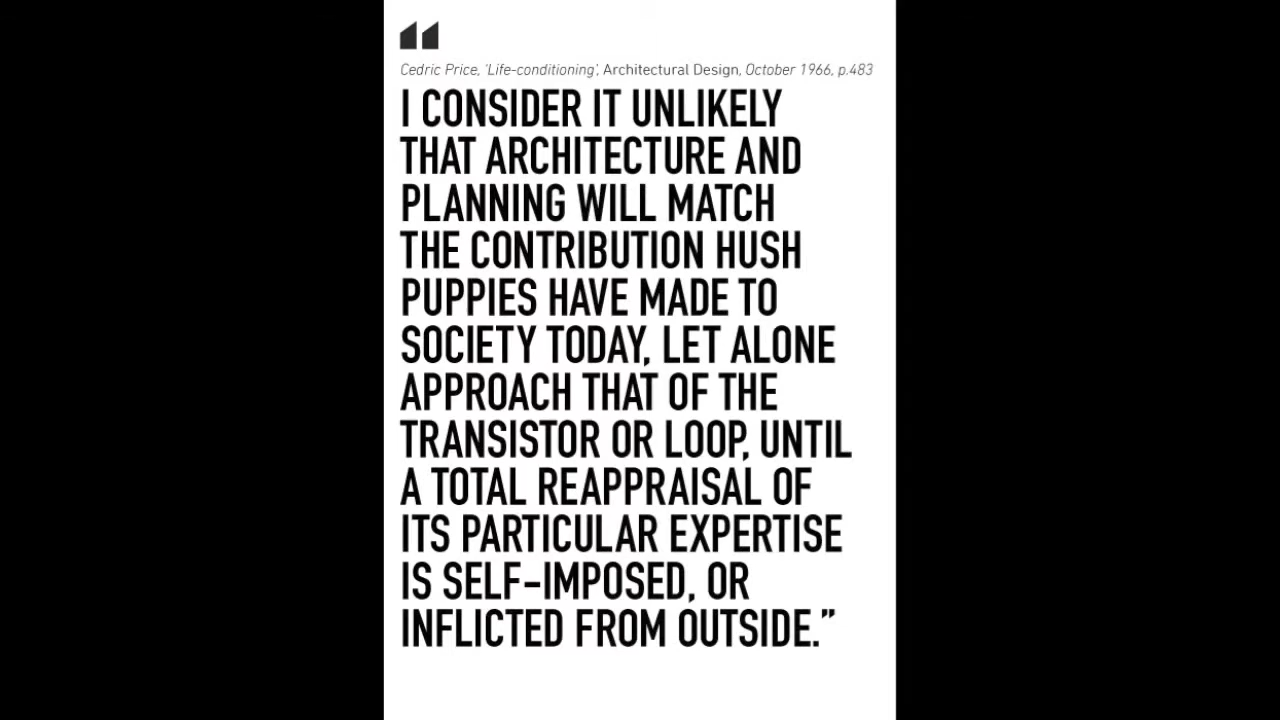 Cedric Price, 'Life-conditioning', Architectural Design, October 1966, p.483
I CONSIDER IT UNLIKELY
THAT ARCHITECTURE AND
PLANNING WILL MATCH
THE CONTRIBUTION HUSH
PUPPIES HAVE MADE TO
SOCIETY TODAY, LET ALONE
APPROACH THAT OF THE
TRANSISTOR OR LOOP, UNTIL
A TOTAL REAPPRAISAL OF
ITS PARTICULAR EXPERTISE
IS SELF-IMPOSED, OR
INFLICTED FROM OUTSIDE.”